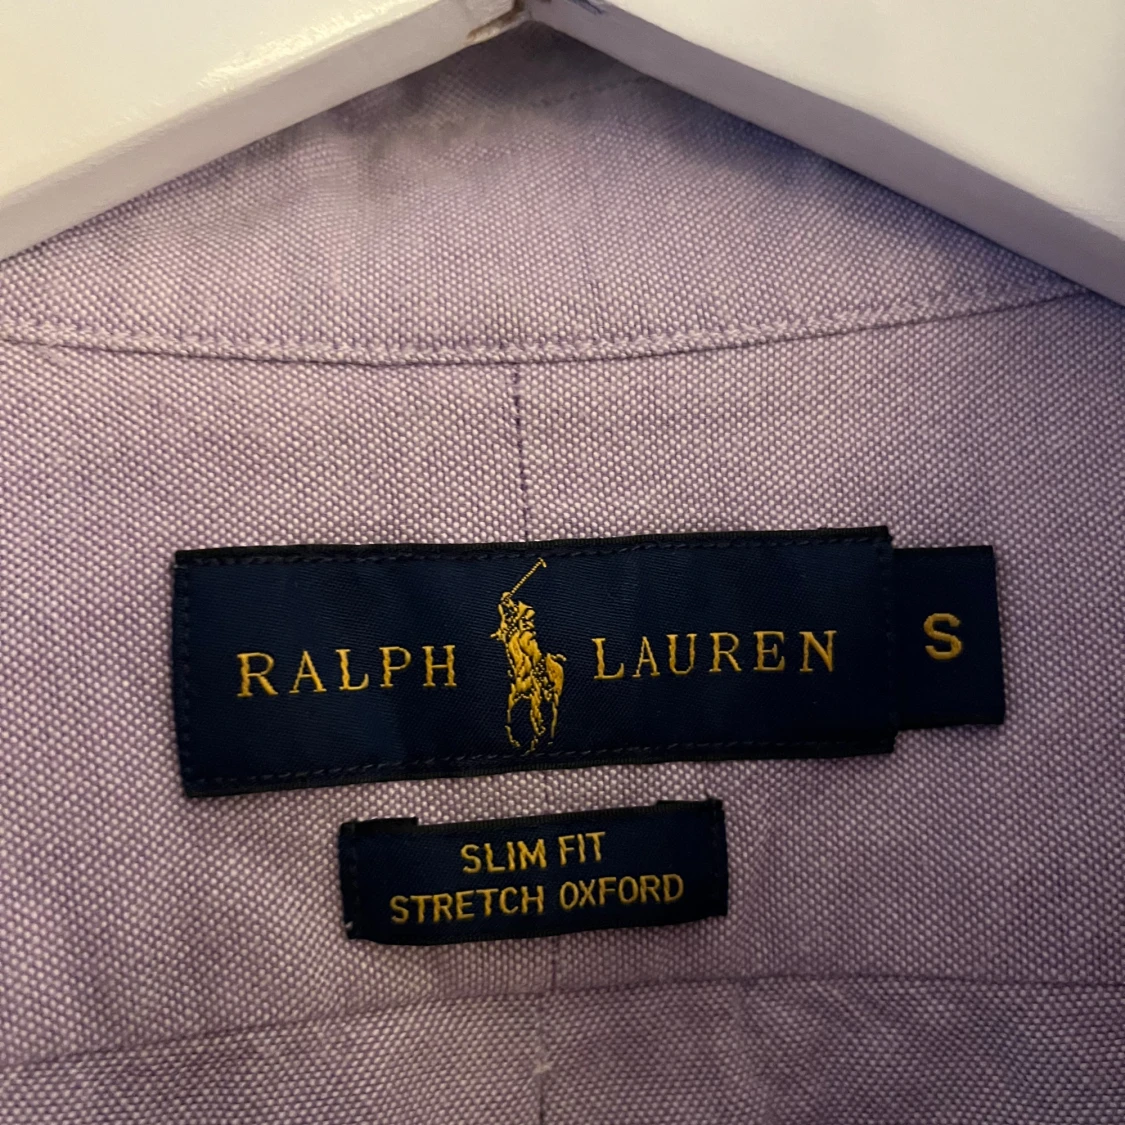 RALPH LAUREN S
SLIM FIT
STRETCH OXFORD